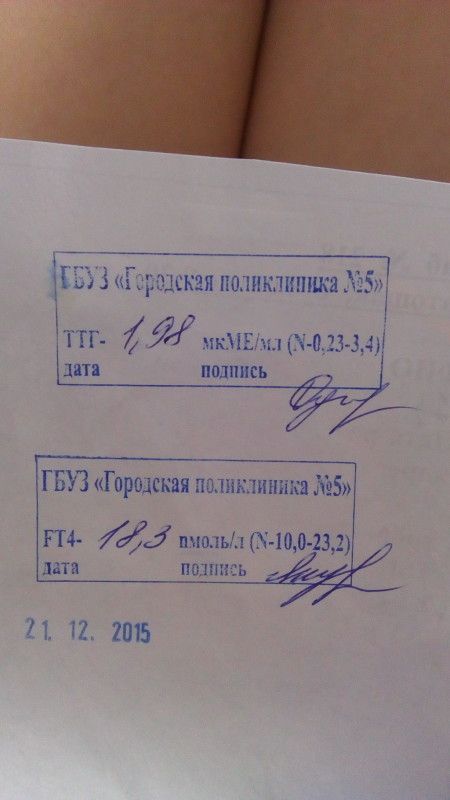 ГБУЗ «Городская поликлиника №5»
ТТГ- 1,98 мкМЕ/мл (N-0,23-3,4)
дата подпись
ГБУЗ «Городская поликлиника №5»
FT4- 18,3 пмоль/л (N-10,0-23,2)
дата подпись
21. 12. 2015